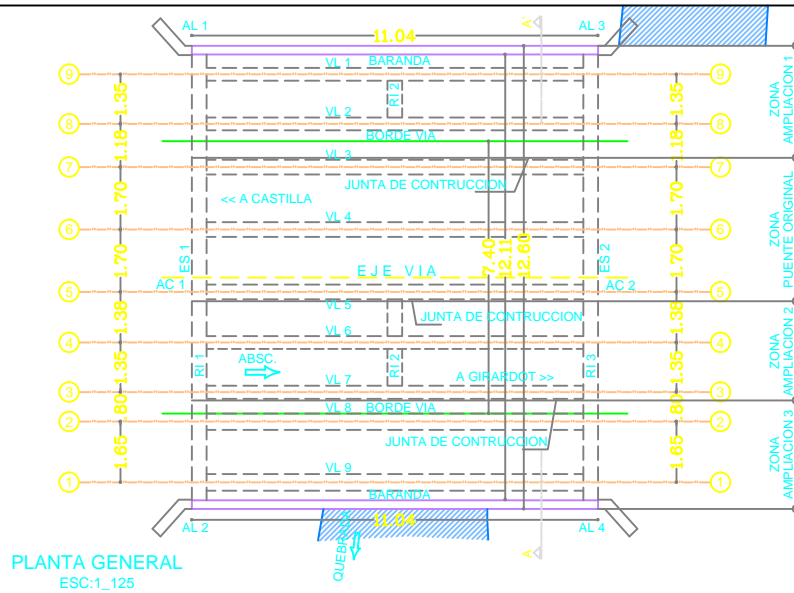 AL 1
A'
AL 3
11.04
VL 1 BARANDA
9
9
1.35
RI 2
1.35
ZONA
AMPLIACION 1
VL 2
8
8
BORDE VIA
1.18
1.18
VL 3
7
7
JUNTA DE CONTRUCCION
<< A CASTILLA
1.70
1.70
ZONA
PUENTE ORIGINAL
VL 4
6
6
7.40
12.11
12.60
ES 1
ES 2
1.70
1.70
EJE VIA
AC 1
AC 2
5
5
VL 5
JUNTA DE CONTRUCCION
1.38
1.38
VL 6
4
4
ZONA
AMPLIACION 2
RI 1
ABSC.
RI 2
RI 3
1.35
1.35
A GIRARDOT >>
VL 7
3
3
80
80
VL 8 BORDE VIA
2
2
JUNTA DE CONTRUCCION
1.65
1.65
ZONA
AMPLIACION 3
VL 9
1
1
BARANDA
AL 2
11.04
AL 4
QUEBRADA
A'
PLANTA GENERAL
ESC:1_125